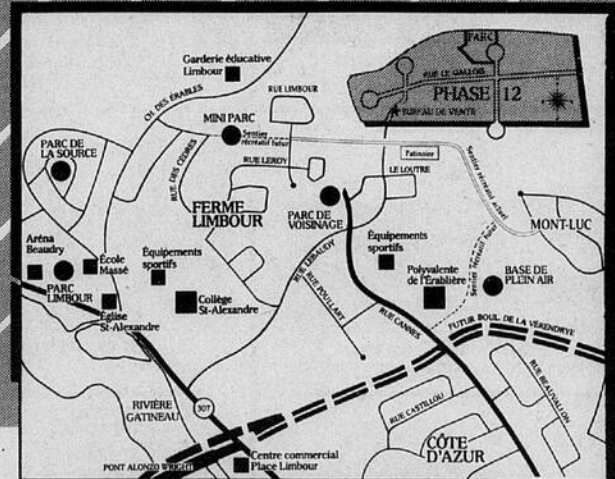 Garderie éducative
Limbour
PARC
RUE LE GALLOIS
PHASE 12
BUREAU DE VENTE
CH. DES ÉRABLES
RUE LIMBOUR
MINI PARC
Sentier
récréatif futur
Patinoire
PARC DE
LA SOURCE
RUE DES CÈDRES
RUE LEROY
LE LOUTRE
Sentier récréatif actuel
FERME
LIMBOUR
PARC DE
VOISINAGE
MONT-LUC
Aréna
Beaudry
École
Massé
Équipements
sportifs
Équipements
sportifs
RUE LEBAUDY
Polyvalente
de l'Érablière
Sentier Récréatif futur
BASE DE
PLEIN AIR
PARC
LIMBOUR
Collège
St-Alexandre
RUE POULLART
Église
St-Alexandre
RUE CANNES
FUTUR BOUL. DE LA VÉRENDRYE
RIVIÈRE
GATINEAU
307
RUE CASTILLOU
RUE BEAUVALLON
CÔTE
D'AZUR
Centre commercial
Place Limbour
PONT ALONZO WRIGHT